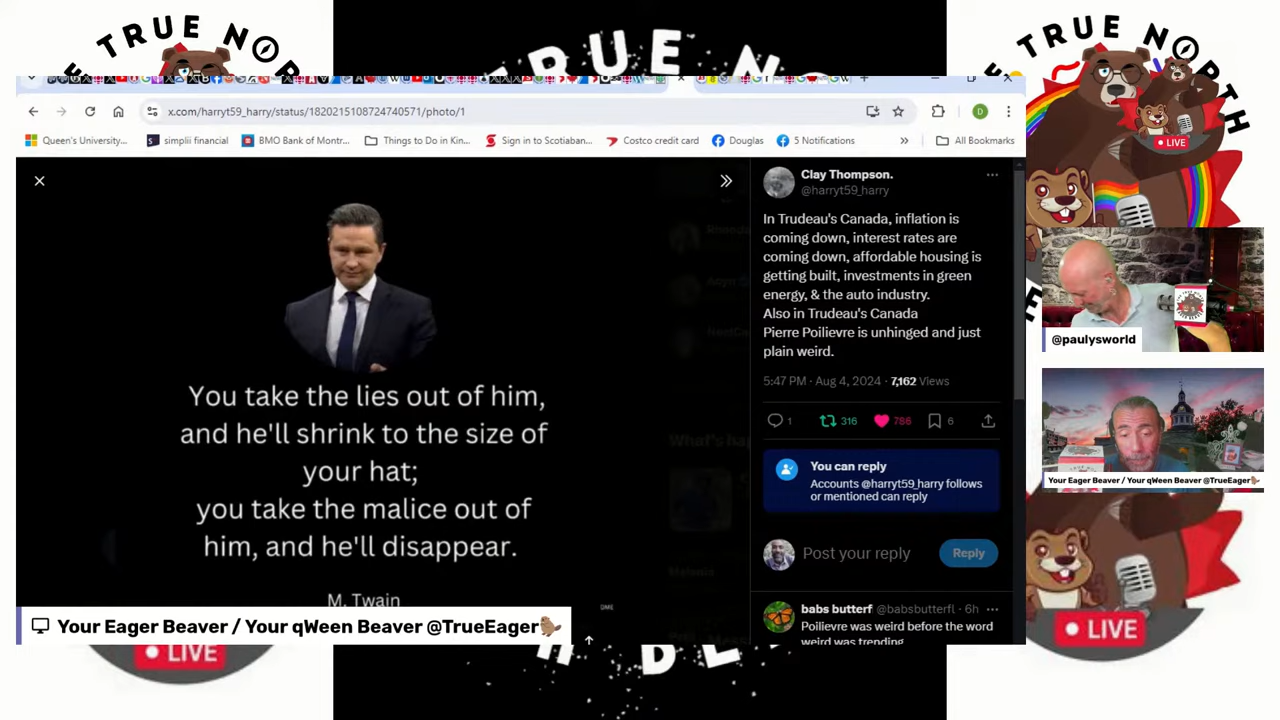 TRUE NO
TRUE N
TRUE NORTH
x.com/harryt59_harry/status/1820215108724740571/photo/1
D
Queen's University...
simplii financial
BMO Bank of Montr...
Things to Do in Kin...
Sign in to Scotiaban...
Costco credit card
Douglas
5 Notifications
»
All Bookmarks
LIVE
Clay Thompson.
@harryt59_harry
In Trudeau's Canada, inflation is
coming down, interest rates are
coming down, affordable housing is
getting built, investments in green
energy, & the auto industry.
Also in Trudeau's Canada
Pierre Poilievre is unhinged and just
plain weird.
5:47 PM · Aug 4, 2024 · 7,162 Views
1
316
786
6
You can reply
Accounts @harryt59_harry follows
or mentioned can reply
Post your reply
Reply
babs butterf @babsbutterfl · 6h
Poilievre was weird before the word
weird was trending
You take the lies out of him,
and he'll shrink to the size of
your hat;
you take the malice out of
him, and he'll disappear.
M. Twain
What's ha
@paulysworld
Your Eager Beaver / Your qWeen Beaver @TrueEager
Your Eager Beaver / Your qWeen Beaver @TrueEager
LIVE
LIVE